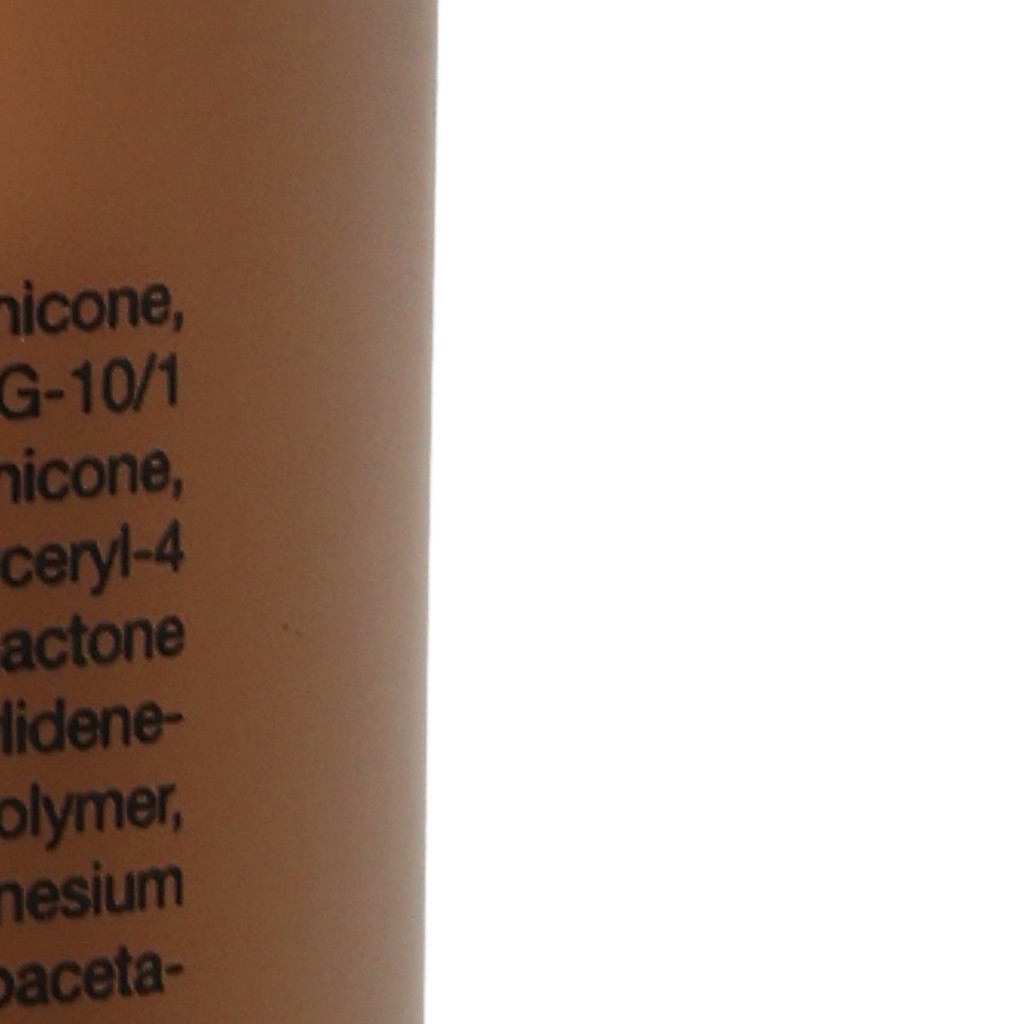 nicone,
G-10/1
nicone,
ceryl-4
actone
lidene-
olymer,
nesium
oaceta-